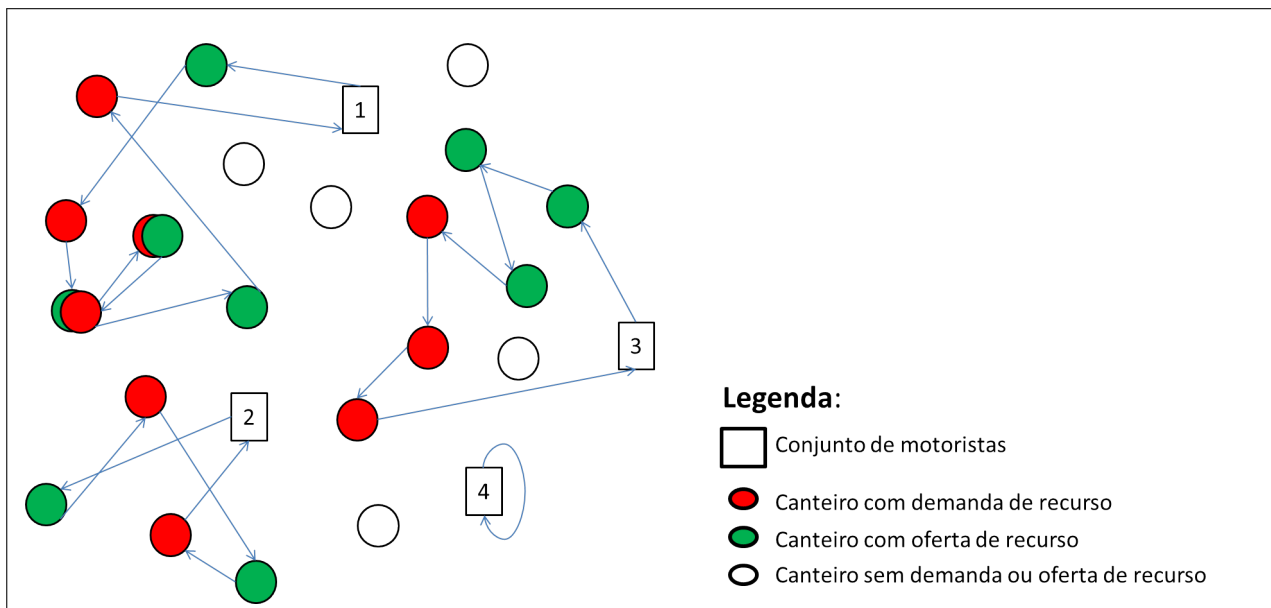 1
3
2
4
Legenda:
Conjunto de motoristas
Canteiro com demanda de recurso
Canteiro com oferta de recurso
Canteiro sem demanda ou oferta de recurso